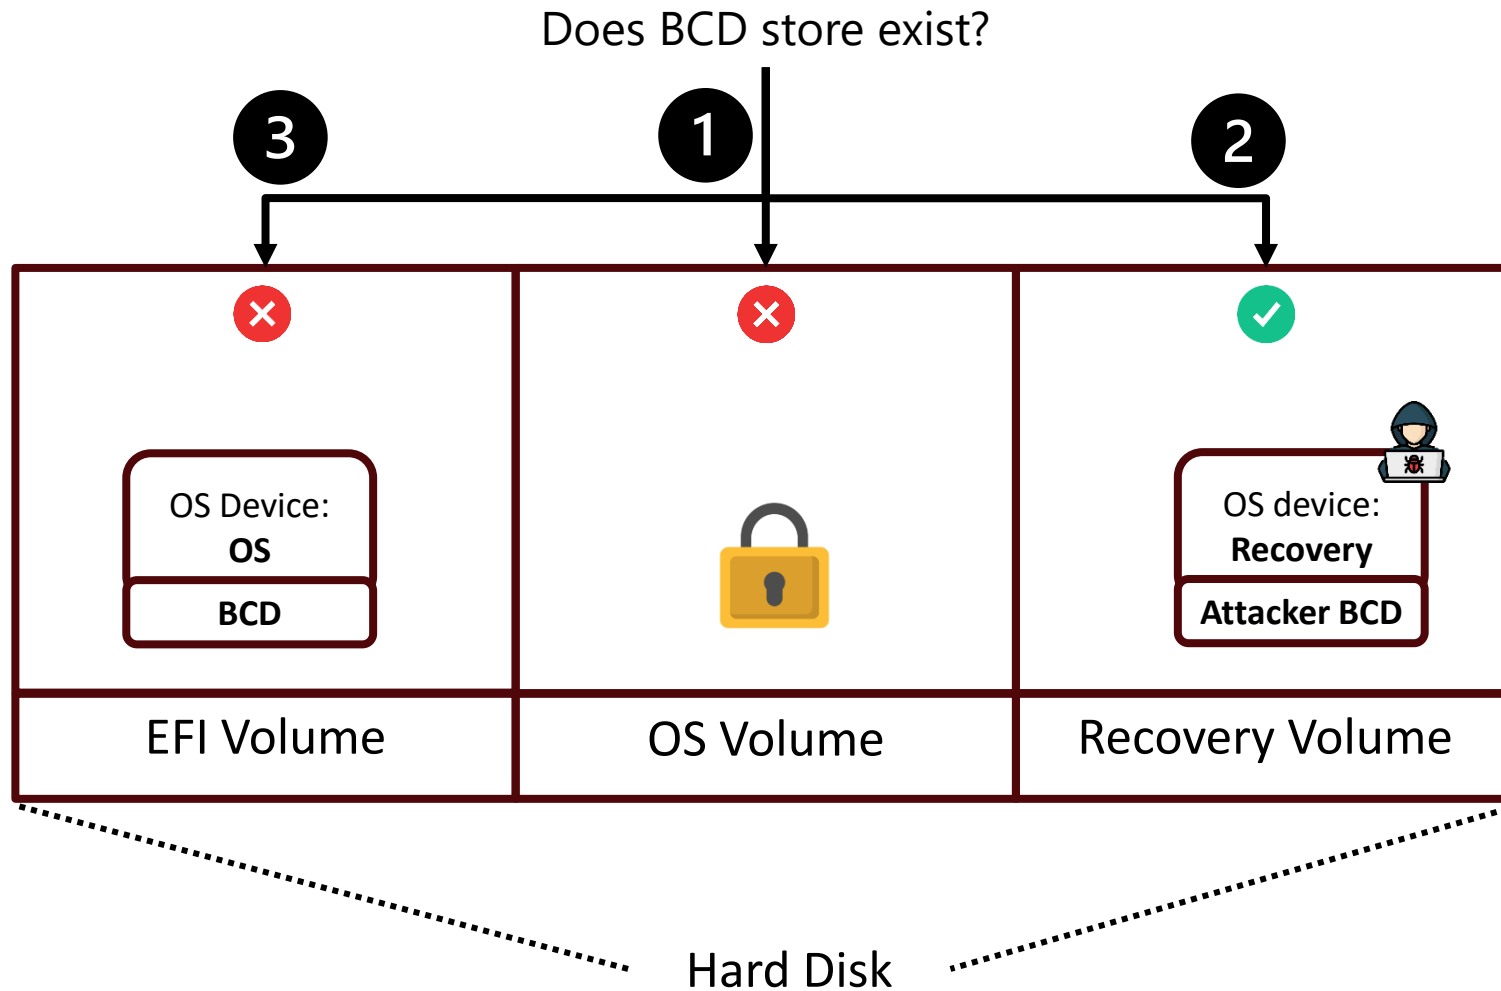 Does BCD store exist?
3
1
2
OS Device:
OS
BCD
OS device:
Recovery
Attacker BCD
EFI Volume
OS Volume
Recovery Volume
Hard Disk